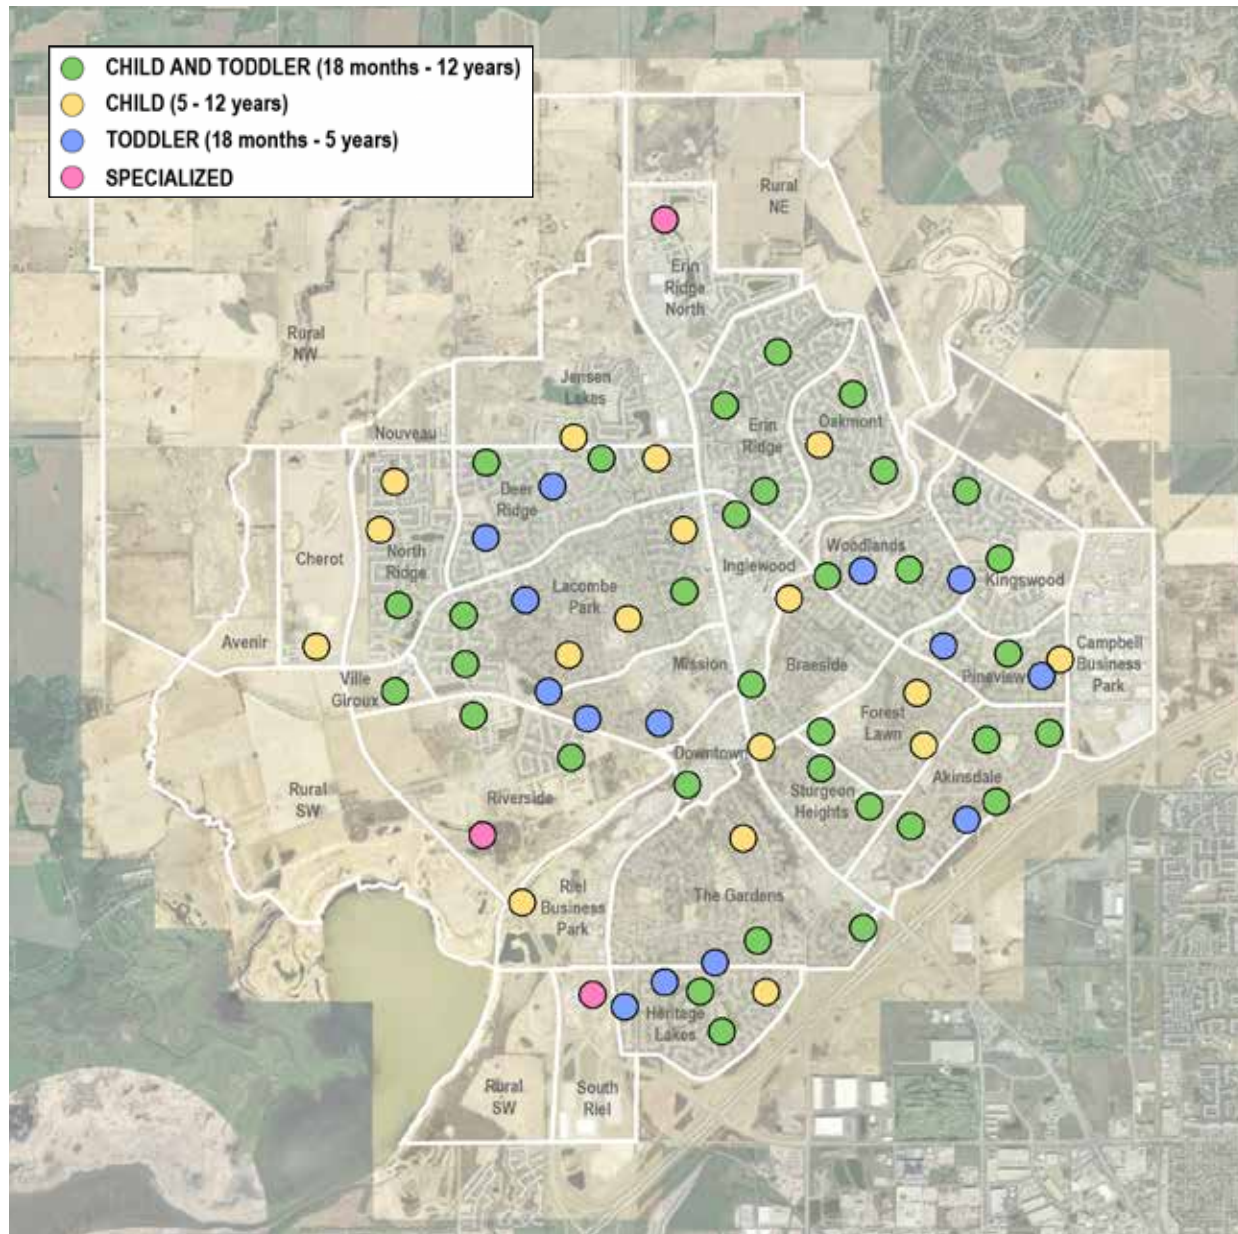 CHILD AND TODDLER (18 months - 12 years)
CHILD (5 - 12 years)
TODDLER (18 months - 5 years)
SPECIALIZED
Rural
NE
Erin
Ridge
North
Rural
NW
Jensen
Lakes
Nouveau
Erin
Ridge
Oakmont
Deer
Ridge
Cherot
North
Ridge
Lacombe
Park
Inglewood
Woodlands
Kingswood
Avenir
Ville
Giroux
Mission
Braeside
Pineview
Campbell
Business
Park
Forest
Lawn
Downtown
Akinsdale
Sturgeon
Heights
Rural
SW
Riverside
Riel
Business
Park
The Gardens
Heritage
Lakes
Rural
SW
South
Riel